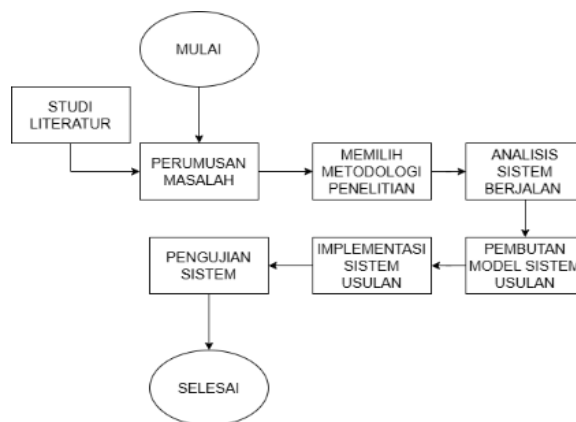 MULAI
STUDI
LITERATUR
PERUMUSAN
MASALAH
MEMILIH
METODOLOGI
PENELITIAN
ANALISIS
SISTEM
BERJALAN
PEMBUTAN
MODEL SISTEM
USULAN
IMPLEMENTASI
SISTEM
USULAN
PENGUJIAN
SISTEM
SELESAI